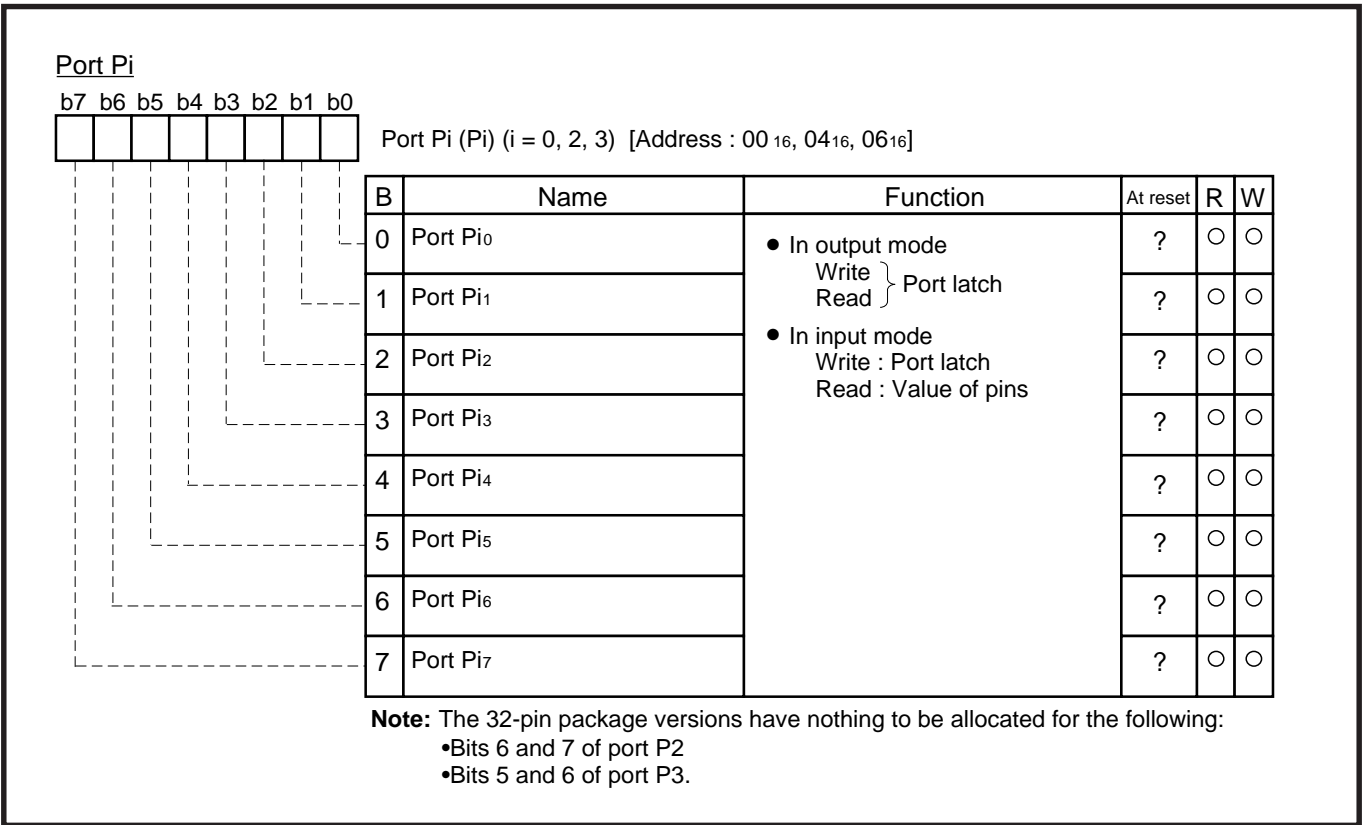 Port Pi
b7 b6 b5 b4 b3 b2 b1 b0
Port Pi (Pi) (i = 0, 2, 3) [Address : 00 16, 0416, 0616]
B Name Function At reset R W
0 Port Pi0 ? ○ ○
● In output mode
Write
Read } Port latch
1 Port Pi1 ? ○ ○
● In input mode
Write : Port latch
Read : Value of pins
2 Port Pi2 ? ○ ○
3 Port Pi3 ? ○ ○
4 Port Pi4 ? ○ ○
5 Port Pi5 ? ○ ○
6 Port Pi6 ? ○ ○
7 Port Pi7 ? ○ ○
Note: The 32-pin package versions have nothing to be allocated for the following:
•Bits 6 and 7 of port P2
•Bits 5 and 6 of port P3.